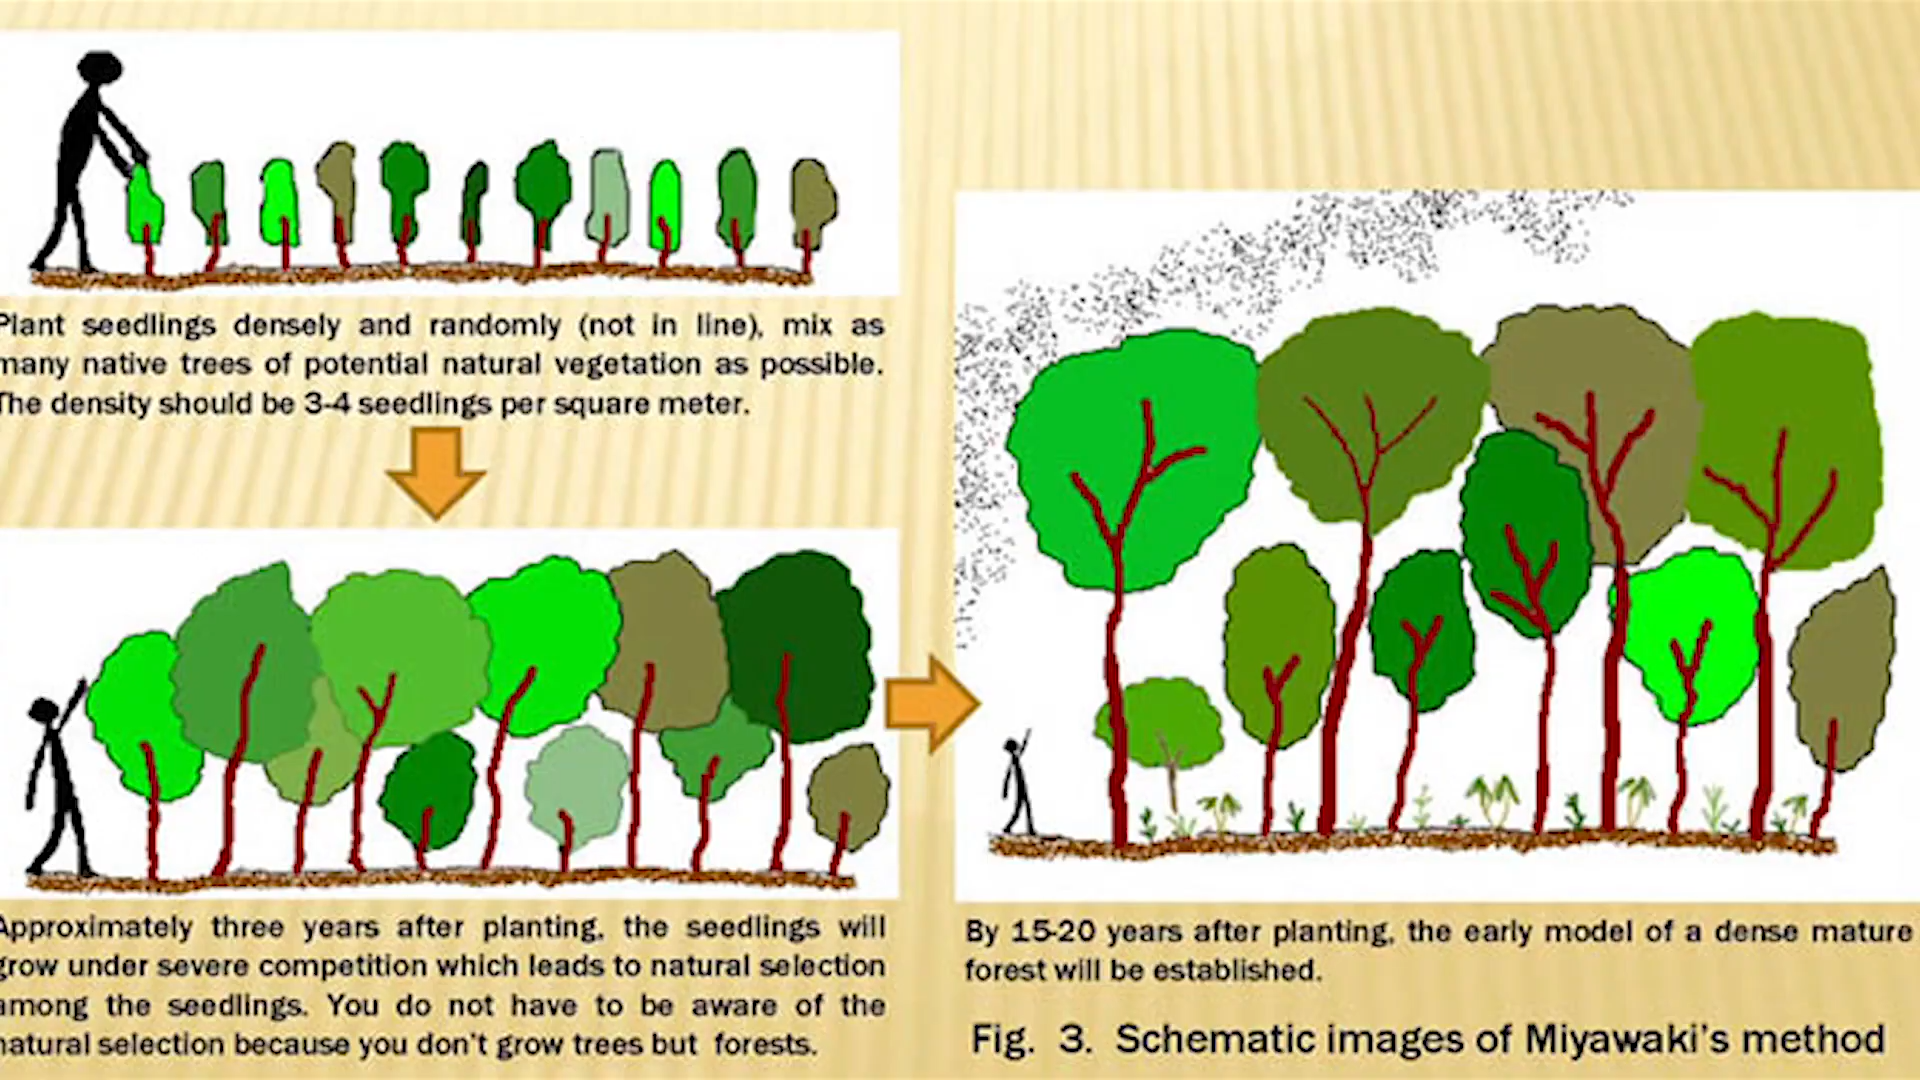 Plant seedlings densely and randomly (not in line), mix as
many native trees of potential natural vegetation as possible.
The density should be 3-4 seedlings per square meter.
Approximately three years after planting, the seedlings will
grow under severe competition which leads to natural selection
among the seedlings. You do not have to be aware of the
natural selection because you don't grow trees but forests.
By 15-20 years after planting, the early model of a dense mature
forest will be established.
Fig. 3. Schematic images of Miyawaki's method